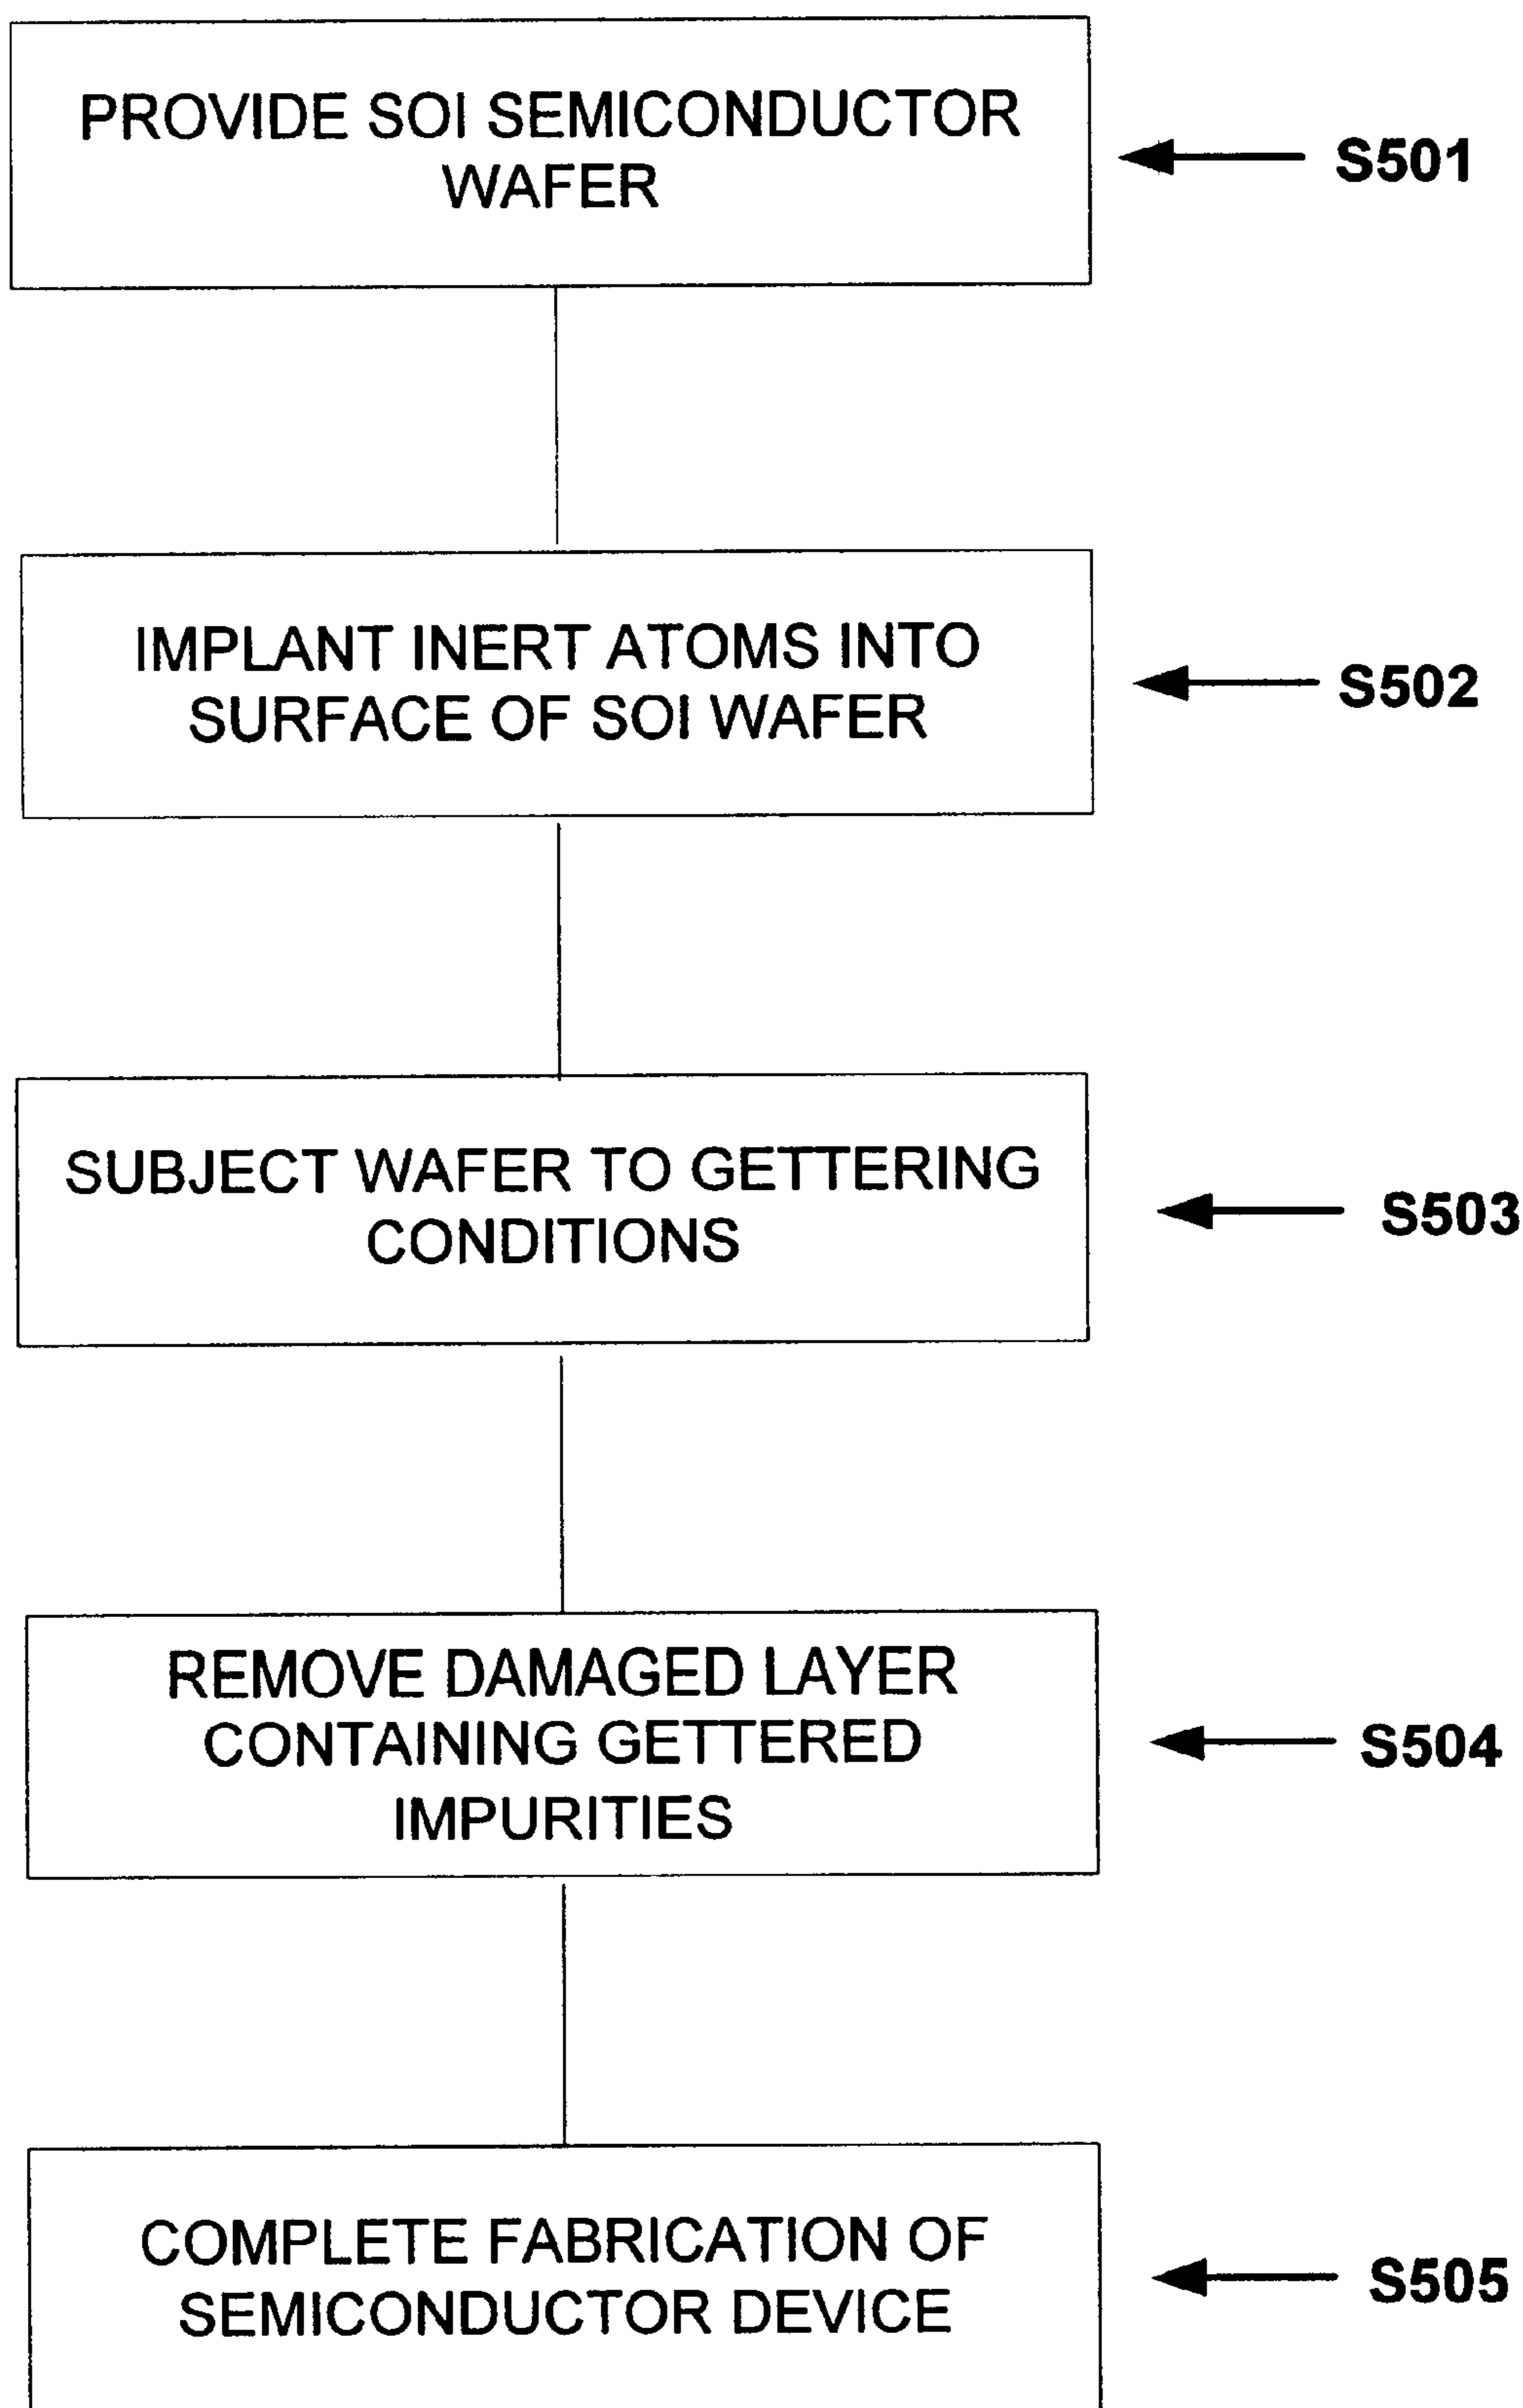 PROVIDE SOI SEMICONDUCTOR
WAFER
S501
IMPLANT INERT ATOMS INTO
SURFACE OF SOI WAFER
S502
SUBJECT WAFER TO GETTERING
CONDITIONS
S503
REMOVE DAMAGED LAYER
CONTAINING GETTERED
IMPURITIES
S504
COMPLETE FABRICATION OF
SEMICONDUCTOR DEVICE
S505